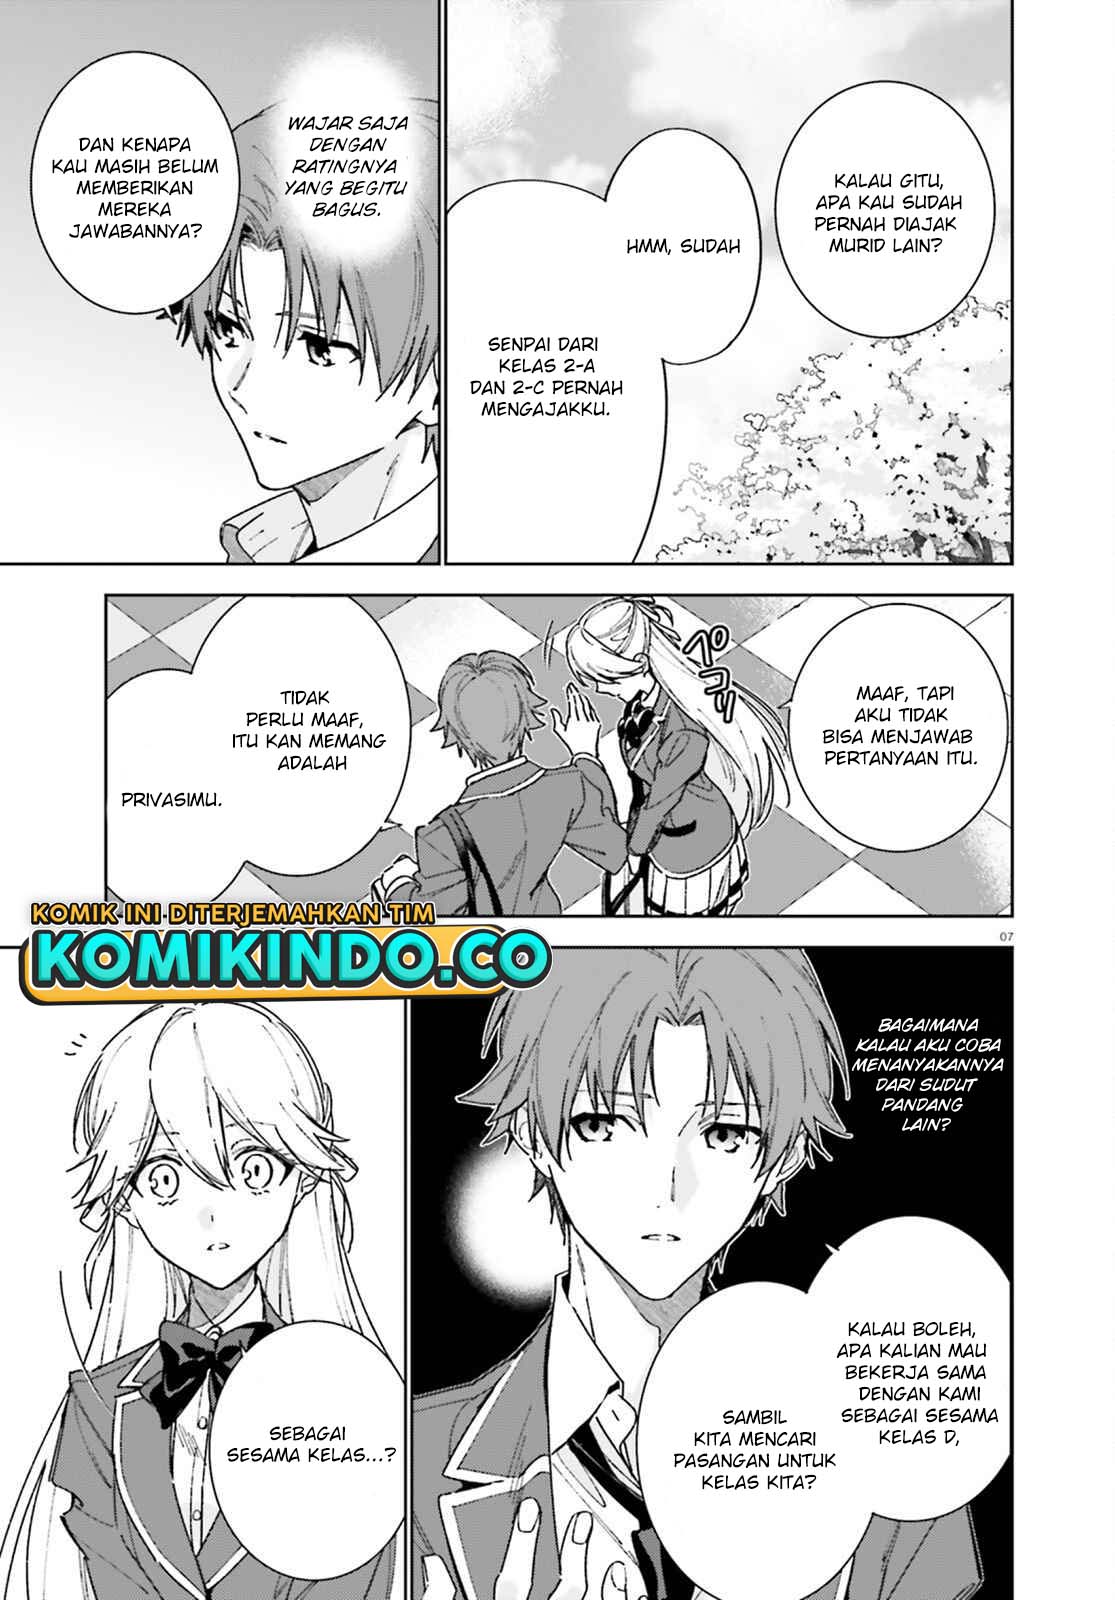 KALAU GITU,
APA KAU SUDAH
PERNAH DIAJAK
MURID LAIN?
HMM, SUDAH
SENPAI DARI
KELAS 2-A
DAN 2-C PERNAH
MENGAJAKKU.
WAJAR SAJA
DENGAN
RATINGNYA
YANG BEGITU
BAGUS.
DAN KENAPA
KAU MASIH BELUM
MEMBERIKAN
MEREKA
JAWABANNYA?
MAAF, TAPI
AKU TIDAK
BISA MENJAWAB
PERTANYAAN ITU.
ペコリ
TIDAK
PERLU MAAF,
ITU KAN MEMANG
ADALAH
PRIVASIMU.
07
KOMIK INI DITERJEMAHKAN TIM
KOMIKINDO.CO
BAGAIMANA
KALAU AKU COBA
MENANYAKANNYA
DARI SUDUT
PANDANG
LAIN?
KALAU BOLEH,
APA KALIAN MAU
BEKERJA SAMA
DENGAN KAMI
SEBAGAI SESAMA
KELAS D,
SAMBIL
KITA MENCARI
PASANGAN UNTUK
KELAS KITA?
SEBAGAI
SESAMA KELAS...?